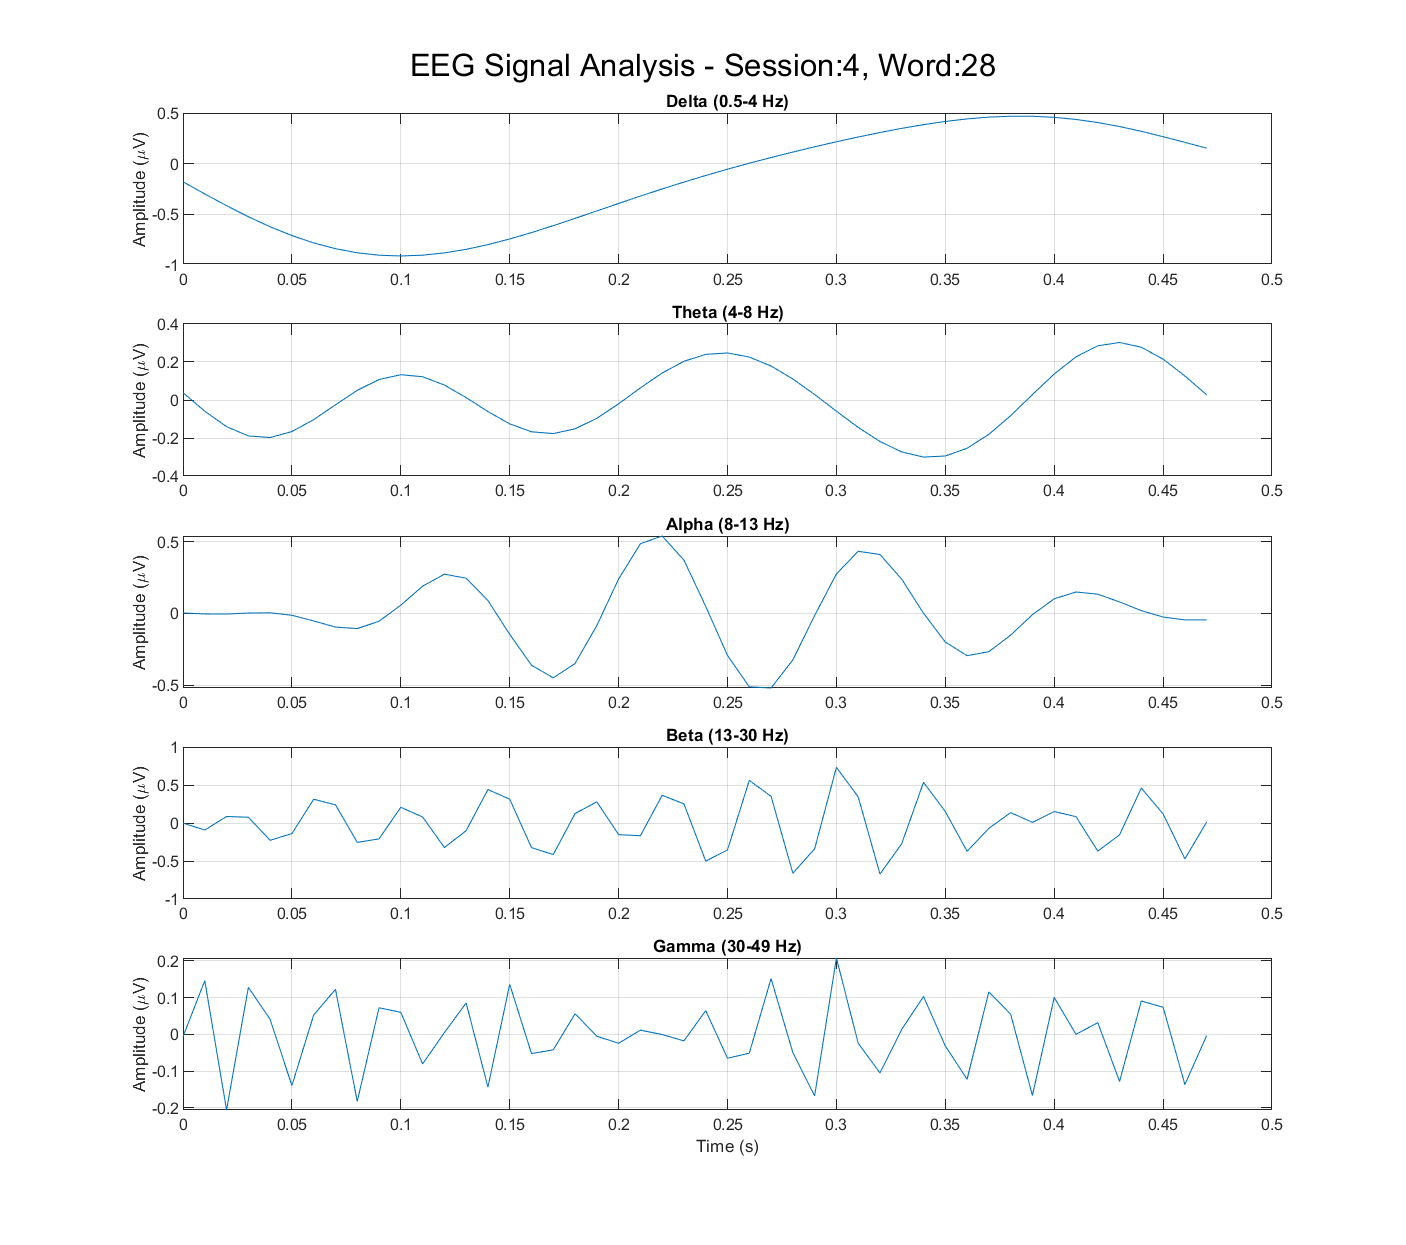 EEG Signal Analysis - Session:4, Word:28
Delta (0.5-4 Hz)
Amplitude (μV)
0.5
0
-0.5
-1
0 0.05 0.1 0.15 0.2 0.25 0.3 0.35 0.4 0.45 0.5
Theta (4-8 Hz)
Amplitude (μV)
0.4
0.2
0
-0.2
-0.4
0 0.05 0.1 0.15 0.2 0.25 0.3 0.35 0.4 0.45 0.5
Alpha (8-13 Hz)
Amplitude (μV)
0.5
0
-0.5
0 0.05 0.1 0.15 0.2 0.25 0.3 0.35 0.4 0.45 0.5
Beta (13-30 Hz)
Amplitude (μV)
1
0.5
0
-0.5
-1
0 0.05 0.1 0.15 0.2 0.25 0.3 0.35 0.4 0.45 0.5
Gamma (30-49 Hz)
Amplitude (μV)
0.2
0.1
0
-0.1
-0.2
0 0.05 0.1 0.15 0.2 0.25 0.3 0.35 0.4 0.45 0.5
Time (s)